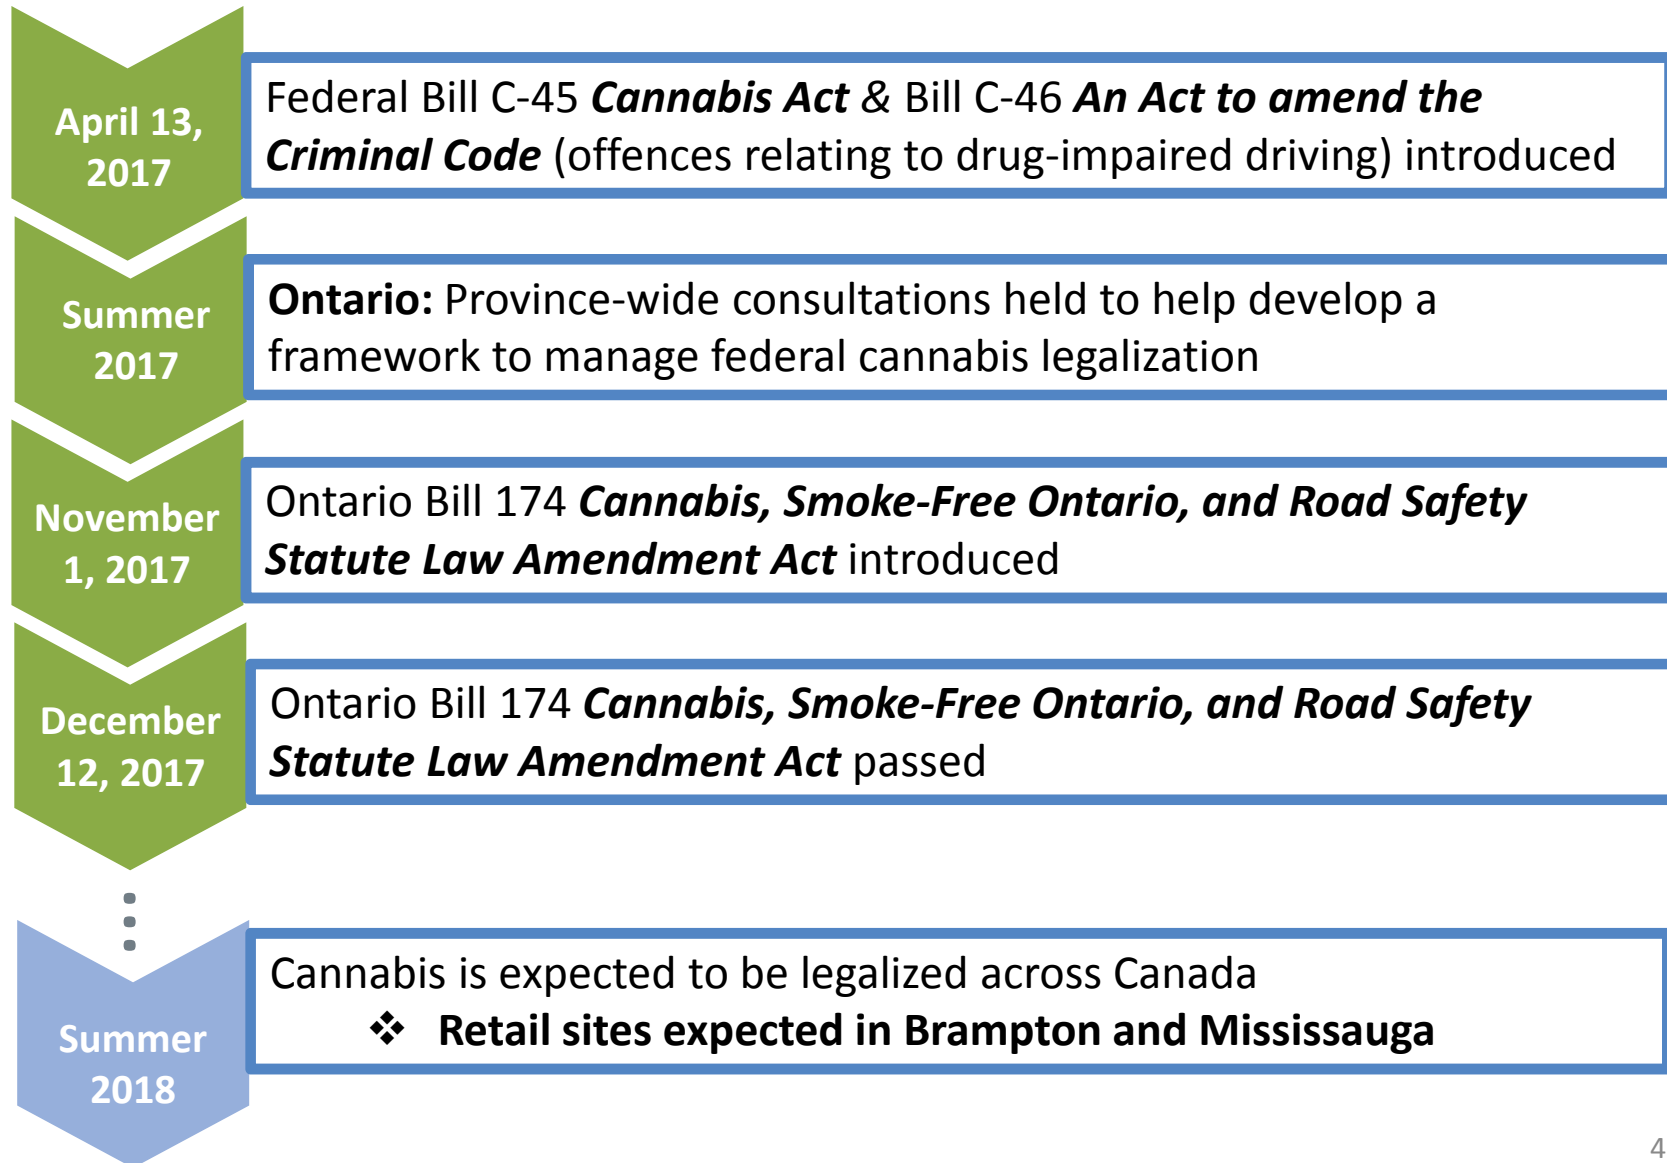 April 13,
2017
Federal Bill C-45 Cannabis Act & Bill C-46 An Act to amend the
Criminal Code (offences relating to drug-impaired driving) introduced
Summer
2017
Ontario: Province-wide consultations held to help develop a
framework to manage federal cannabis legalization
November
1, 2017
Ontario Bill 174 Cannabis, Smoke-Free Ontario, and Road Safety
Statute Law Amendment Act introduced
December
12, 2017
Ontario Bill 174 Cannabis, Smoke-Free Ontario, and Road Safety
Statute Law Amendment Act passed
Summer
2018
Cannabis is expected to be legalized across Canada
❖ Retail sites expected in Brampton and Mississauga
4